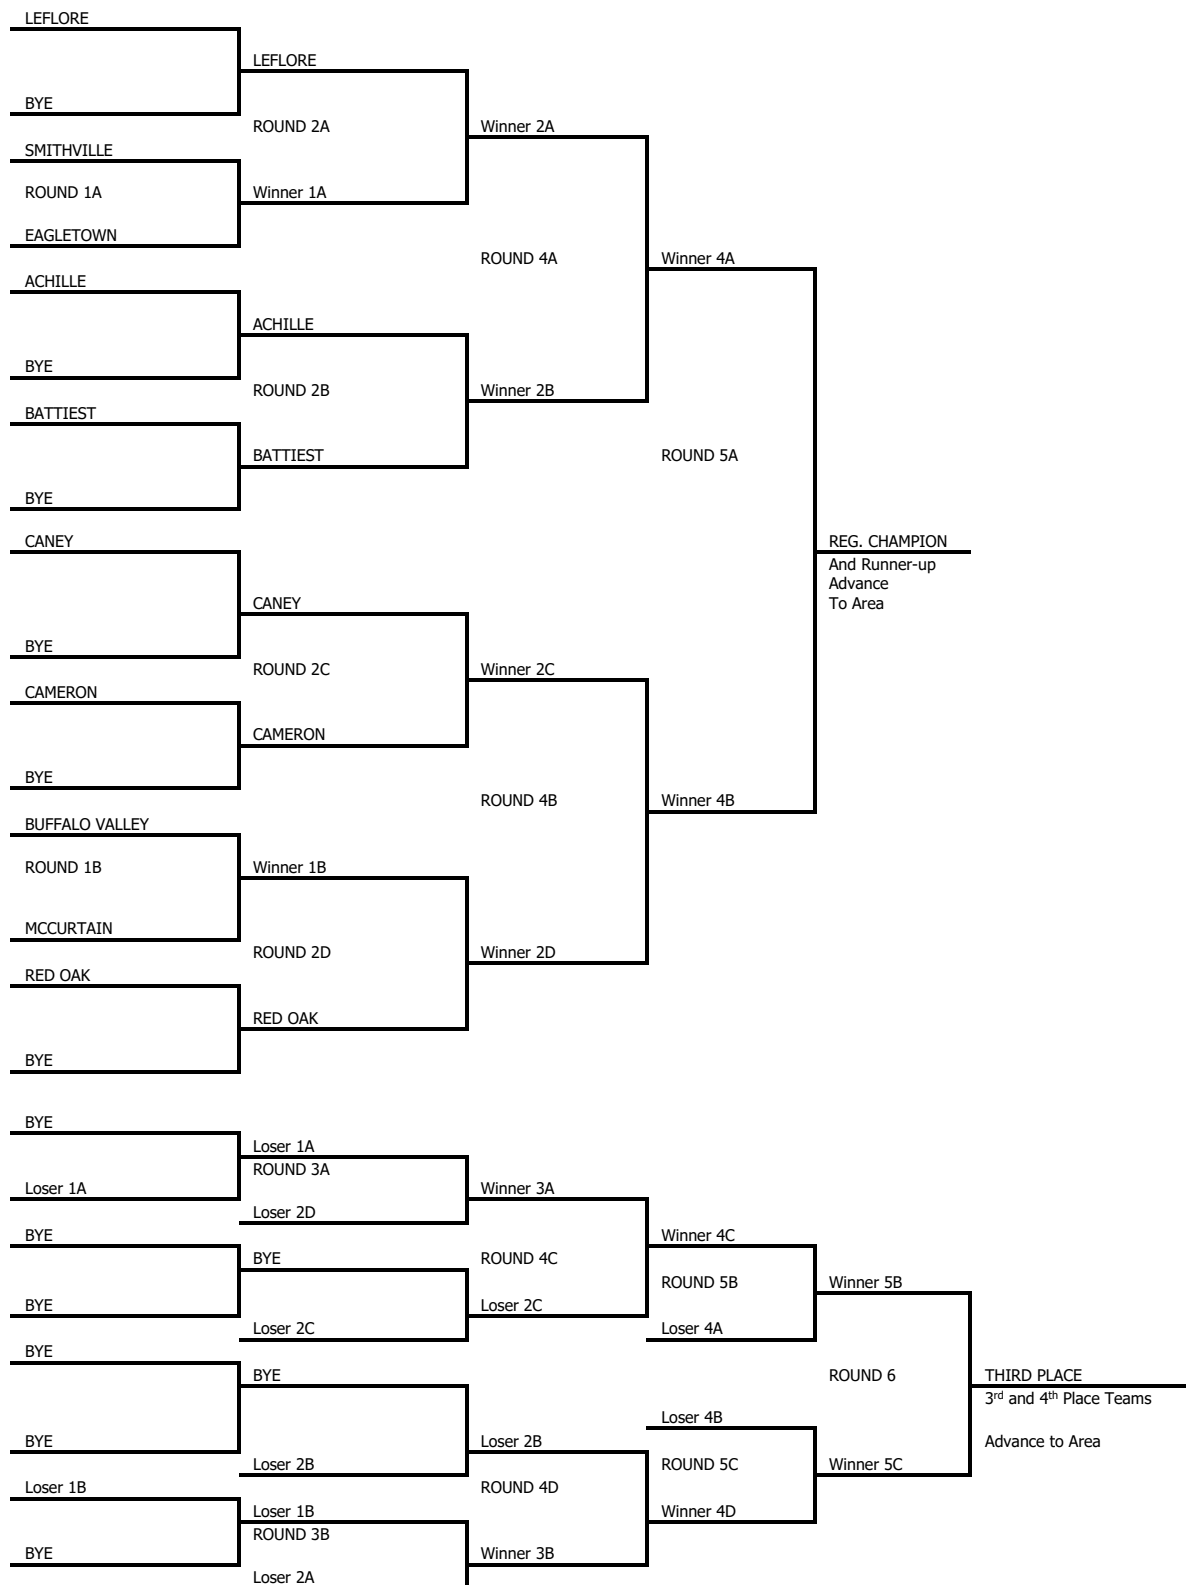 LEFLORE
LEFLORE
BYE
ROUND 2A
Winner 2A
SMITHVILLE
ROUND 1A
Winner 1A
EAGLETOWN
ROUND 4A
Winner 4A
ACHILLE
ACHILLE
BYE
ROUND 2B
Winner 2B
BATTIEST
BATTIEST
ROUND 5A
BYE
CANEY
REG. CHAMPION
And Runner-up
Advance
To Area
CANEY
BYE
ROUND 2C
Winner 2C
CAMERON
CAMERON
BYE
ROUND 4B
Winner 4B
BUFFALO VALLEY
ROUND 1B
Winner 1B
MCCURTAIN
ROUND 2D
Winner 2D
RED OAK
RED OAK
BYE
BYE
Loser 1A
ROUND 3A
Loser 1A
Winner 3A
Loser 2D
BYE
Winner 4C
BYE
ROUND 4C
ROUND 5B
Winner 5B
BYE
Loser 2C
Loser 2C
Loser 4A
BYE
BYE
ROUND 6
THIRD PLACE
3rd and 4th Place Teams
Loser 4B
BYE
Loser 2B
Advance to Area
Loser 2B
ROUND 5C
Winner 5C
Loser 1B
ROUND 4D
Loser 1B
Winner 4D
ROUND 3B
BYE
Winner 3B
Loser 2A